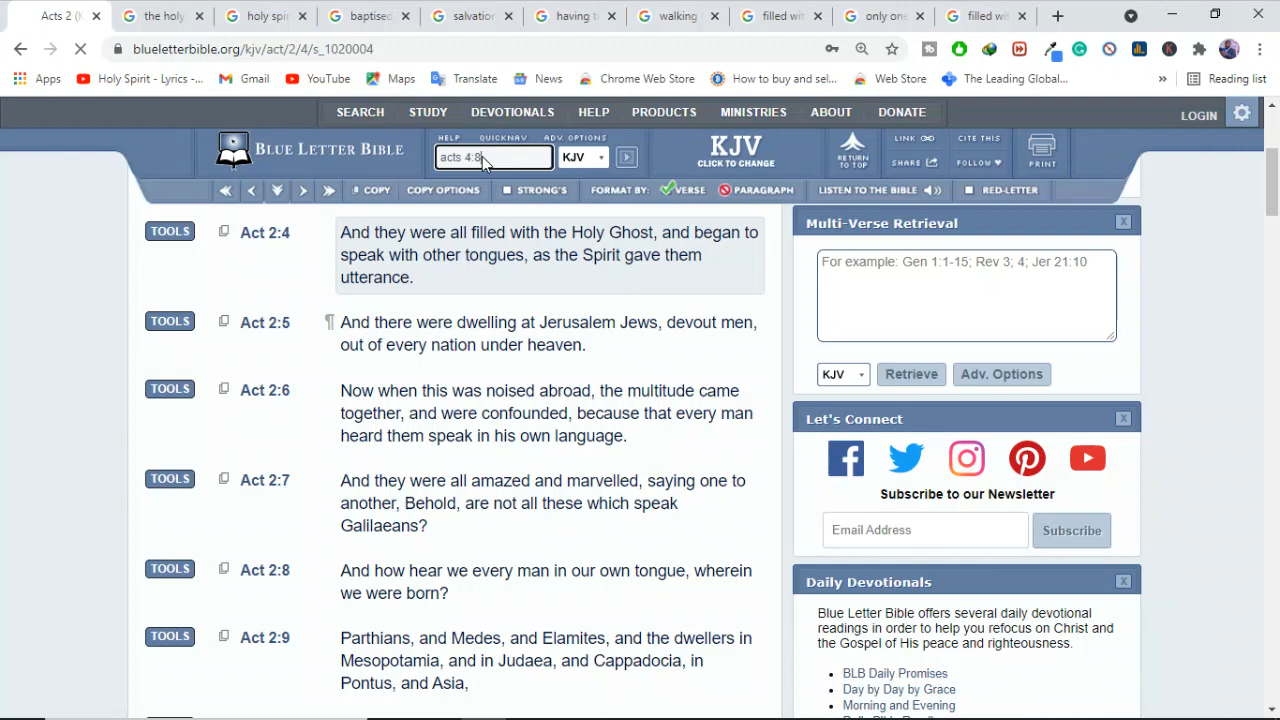 Acts 2 (K
the holy
holy spi
baptised
salvation
having t
walking
filled wit
only one
filled wit
blueletterbible.org/kjv/act/2/4/s_1020004
Apps
Holy Spirit - Lyrics -...
Gmail
YouTube
Maps
Translate
News
Chrome Web Store
How to buy and sel...
Web Store
The Leading Global...
»
Reading list
SEARCH STUDY DEVOTIONALS HELP PRODUCTS MINISTRIES ABOUT DONATE
LOGIN
BLUE LETTER BIBLE
HELP QUICKNAV ADV. OPTIONS
acts 4:8
KJV
KJV
CLICK TO CHANGE
RETURN
TO TOP
LINK
SHARE
CITE THIS
FOLLOW
PRINT
COPY COPY OPTIONS STRONG'S FORMAT BY: VERSE PARAGRAPH LISTEN TO THE BIBLE RED-LETTER
TOOLS Act 2:4 And they were all filled with the Holy Ghost, and began to
speak with other tongues, as the Spirit gave them
utterance.
TOOLS Act 2:5 ¶ And there were dwelling at Jerusalem Jews, devout men,
out of every nation under heaven.
TOOLS Act 2:6 Now when this was noised abroad, the multitude came
together, and were confounded, because that every man
heard them speak in his own language.
TOOLS Act 2:7 And they were all amazed and marvelled, saying one to
another, Behold, are not all these which speak
Galilaeans?
TOOLS Act 2:8 And how hear we every man in our own tongue, wherein
we were born?
TOOLS Act 2:9 Parthians, and Medes, and Elamites, and the dwellers in
Mesopotamia, and in Judaea, and Cappadocia, in
Pontus, and Asia,
Multi-Verse Retrieval
X
For example: Gen 1:1-15; Rev 3; 4; Jer 21:10
KJV Retrieve Adv. Options
Let's Connect
X
Subscribe to our Newsletter
Email Address Subscribe
Daily Devotionals
X
Blue Letter Bible offers several daily devotional
readings in order to help you refocus on Christ and
the Gospel of His peace and righteousness.
BLB Daily Promises
Day by Day by Grace
Morning and Evening